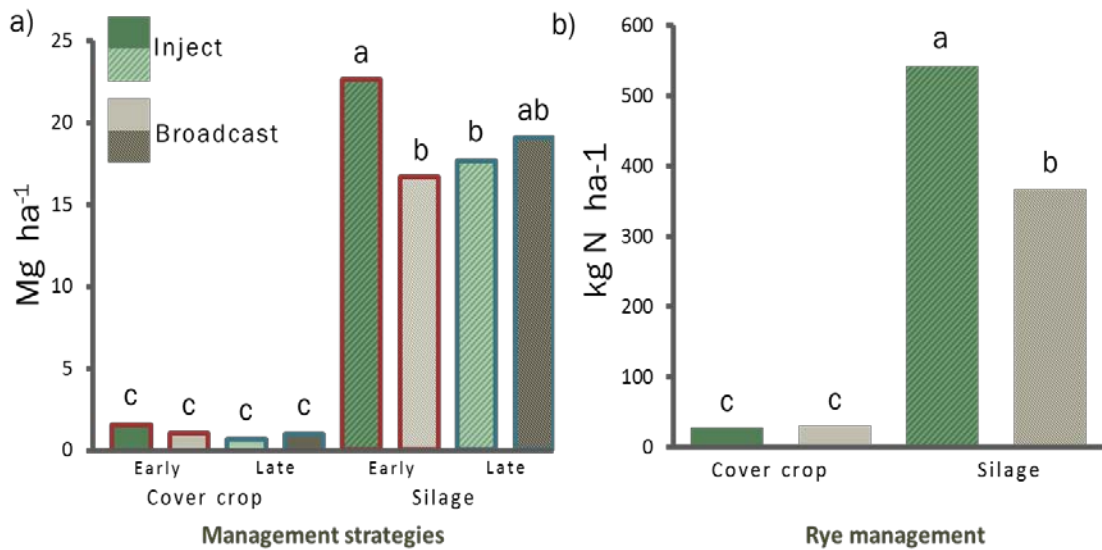 a)
Inject
Broadcast
Mg ha-1
25
20
15
10
5
0
c
c
c
c
a
b
b
ab
Early
Late
Early
Late
Cover crop
Silage
Management strategies
b)
kg N ha-1
600
500
400
300
200
100
0
c
c
a
b
Cover crop
Silage
Rye management